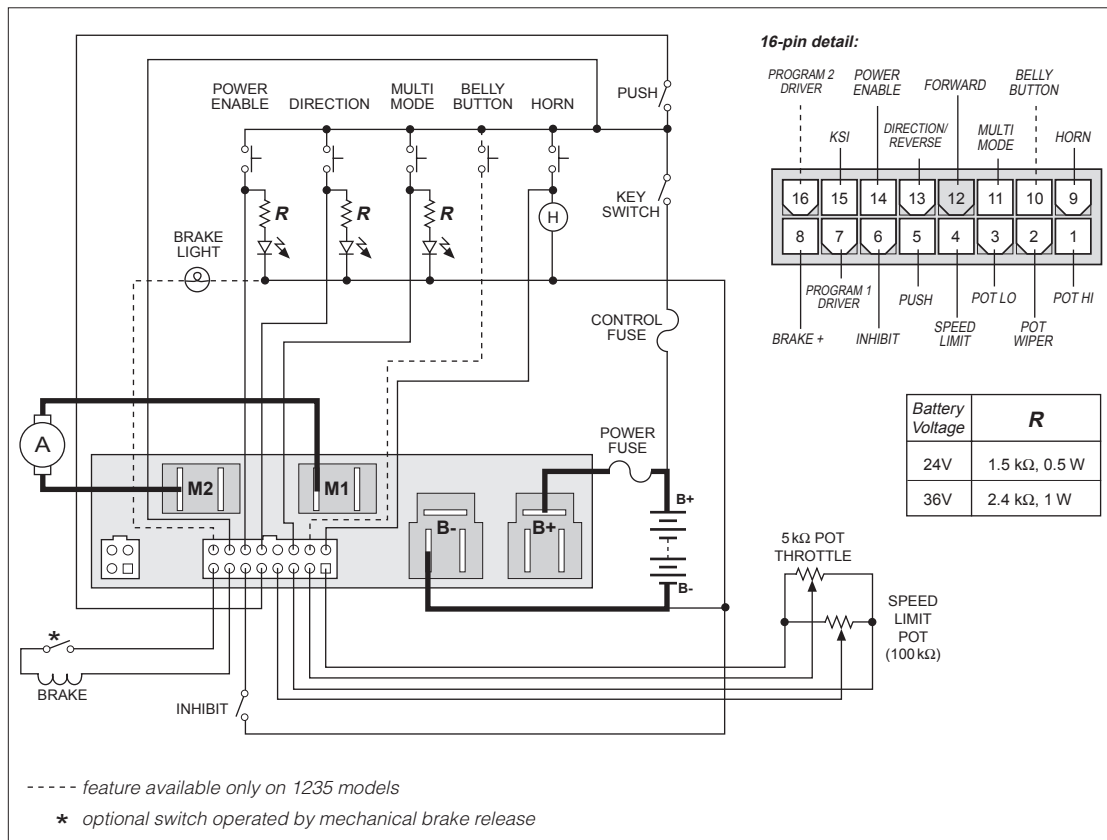 16-pin detail:
PROGRAM 2
DRIVER
POWER
ENABLE
FORWARD
BELLY
BUTTON
KSI
DIRECTION/
REVERSE
MULTI
MODE
HORN
16 15 14 13 12 11 10 9
8 7 6 5 4 3 2 1
BRAKE +
PROGRAM 1
DRIVER
INHIBIT
PUSH
SPEED
LIMIT
POT LO
POT
WIPER
POT HI
PUSH
POWER
ENABLE
DIRECTION
MULTI
MODE
BELLY
BUTTON
HORN
KEY
SWITCH
R
R
R
H
BRAKE
LIGHT
CONTROL
FUSE
POWER
FUSE
A
M2
M1
B-
B+
B+
B-
Battery
Voltage
R
24V 1.5 kΩ, 0.5 W
36V 2.4 kΩ, 1 W
5 kΩ POT
THROTTLE
SPEED
LIMIT
POT
(100 kΩ)
*
BRAKE
INHIBIT
----- feature available only on 1235 models
* optional switch operated by mechanical brake release